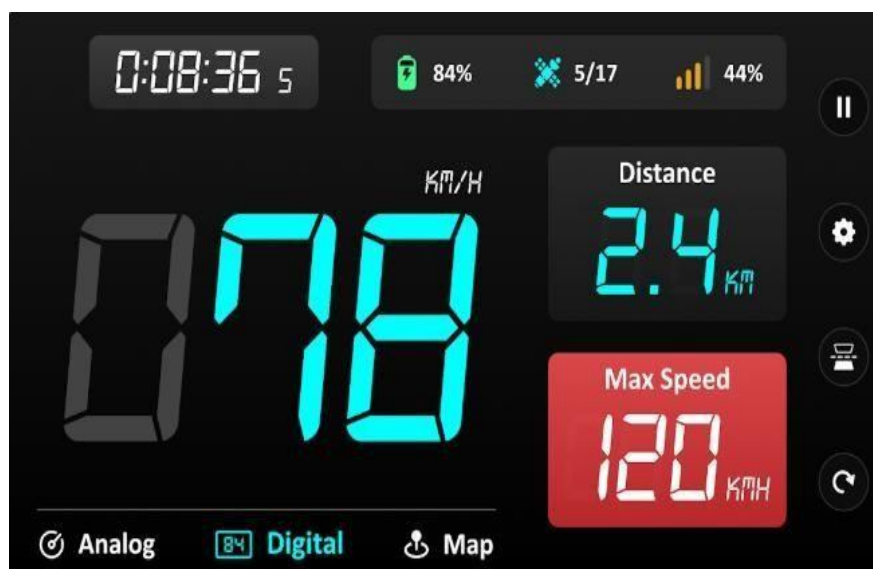 0:08:36 S
84%
5/17
44%
KM/H
078
Distance
2.4 KM
Max Speed
120 KMH
Analog
84 Digital
Map